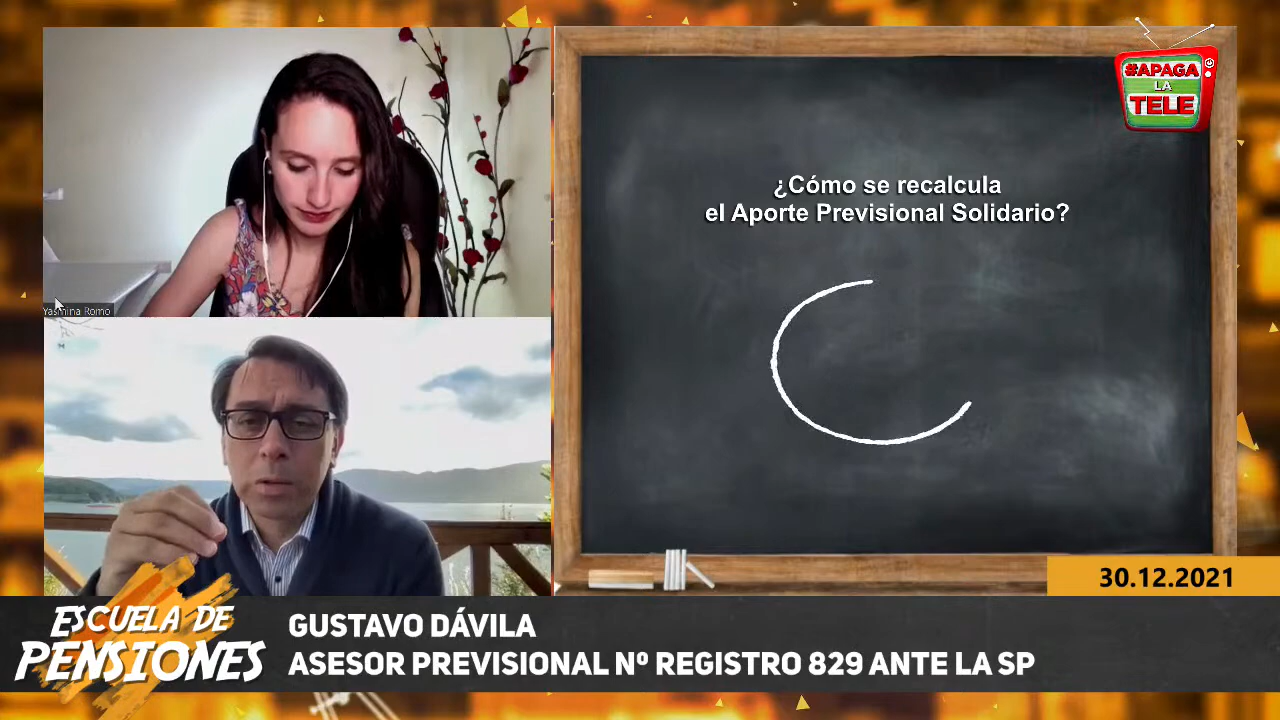 #APAGA
LA
TELE
¿Cómo se recalcula
el Aporte Previsional Solidario?
Yasmina Romo
30.12.2021
ESCUELA DE
PENSIONES
GUSTAVO DÁVILA
ASESOR PREVISIONAL Nº REGISTRO 829 ANTE LA SP